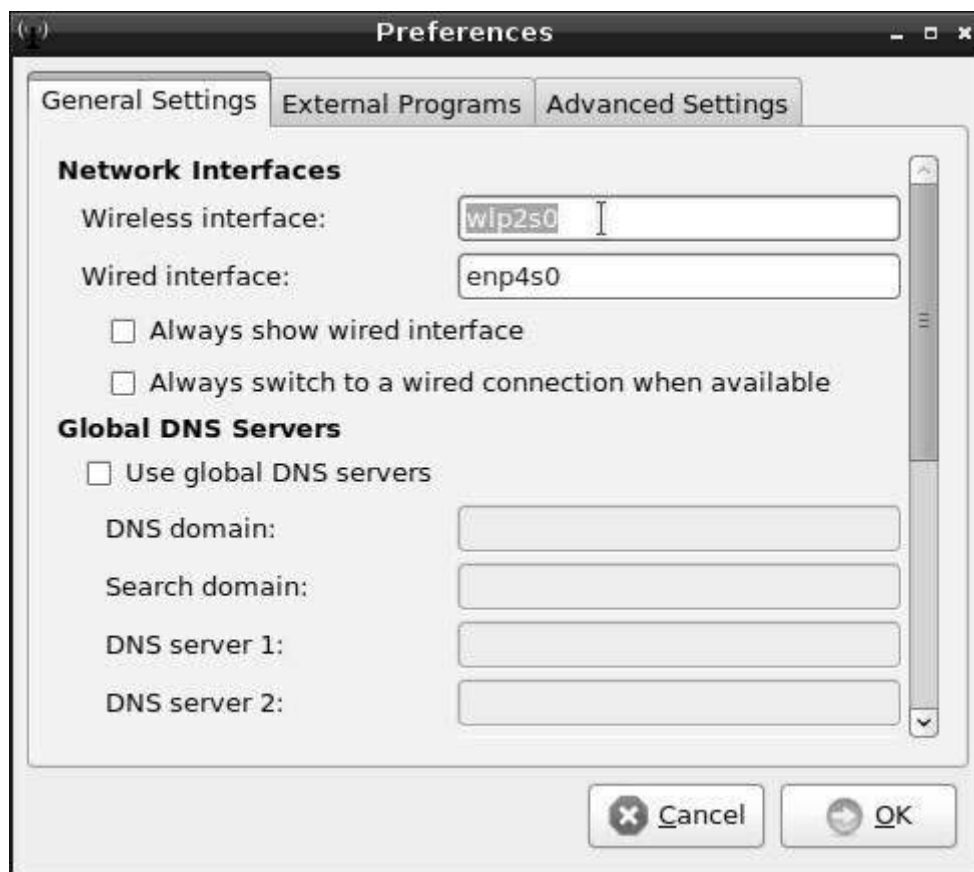 Preferences
General Settings External Programs Advanced Settings
Network Interfaces
Wireless interface: wlp2s0
Wired interface: enp4s0
Always show wired interface
Always switch to a wired connection when available
Global DNS Servers
Use global DNS servers
DNS domain:
Search domain:
DNS server 1:
DNS server 2:
Cancel OK